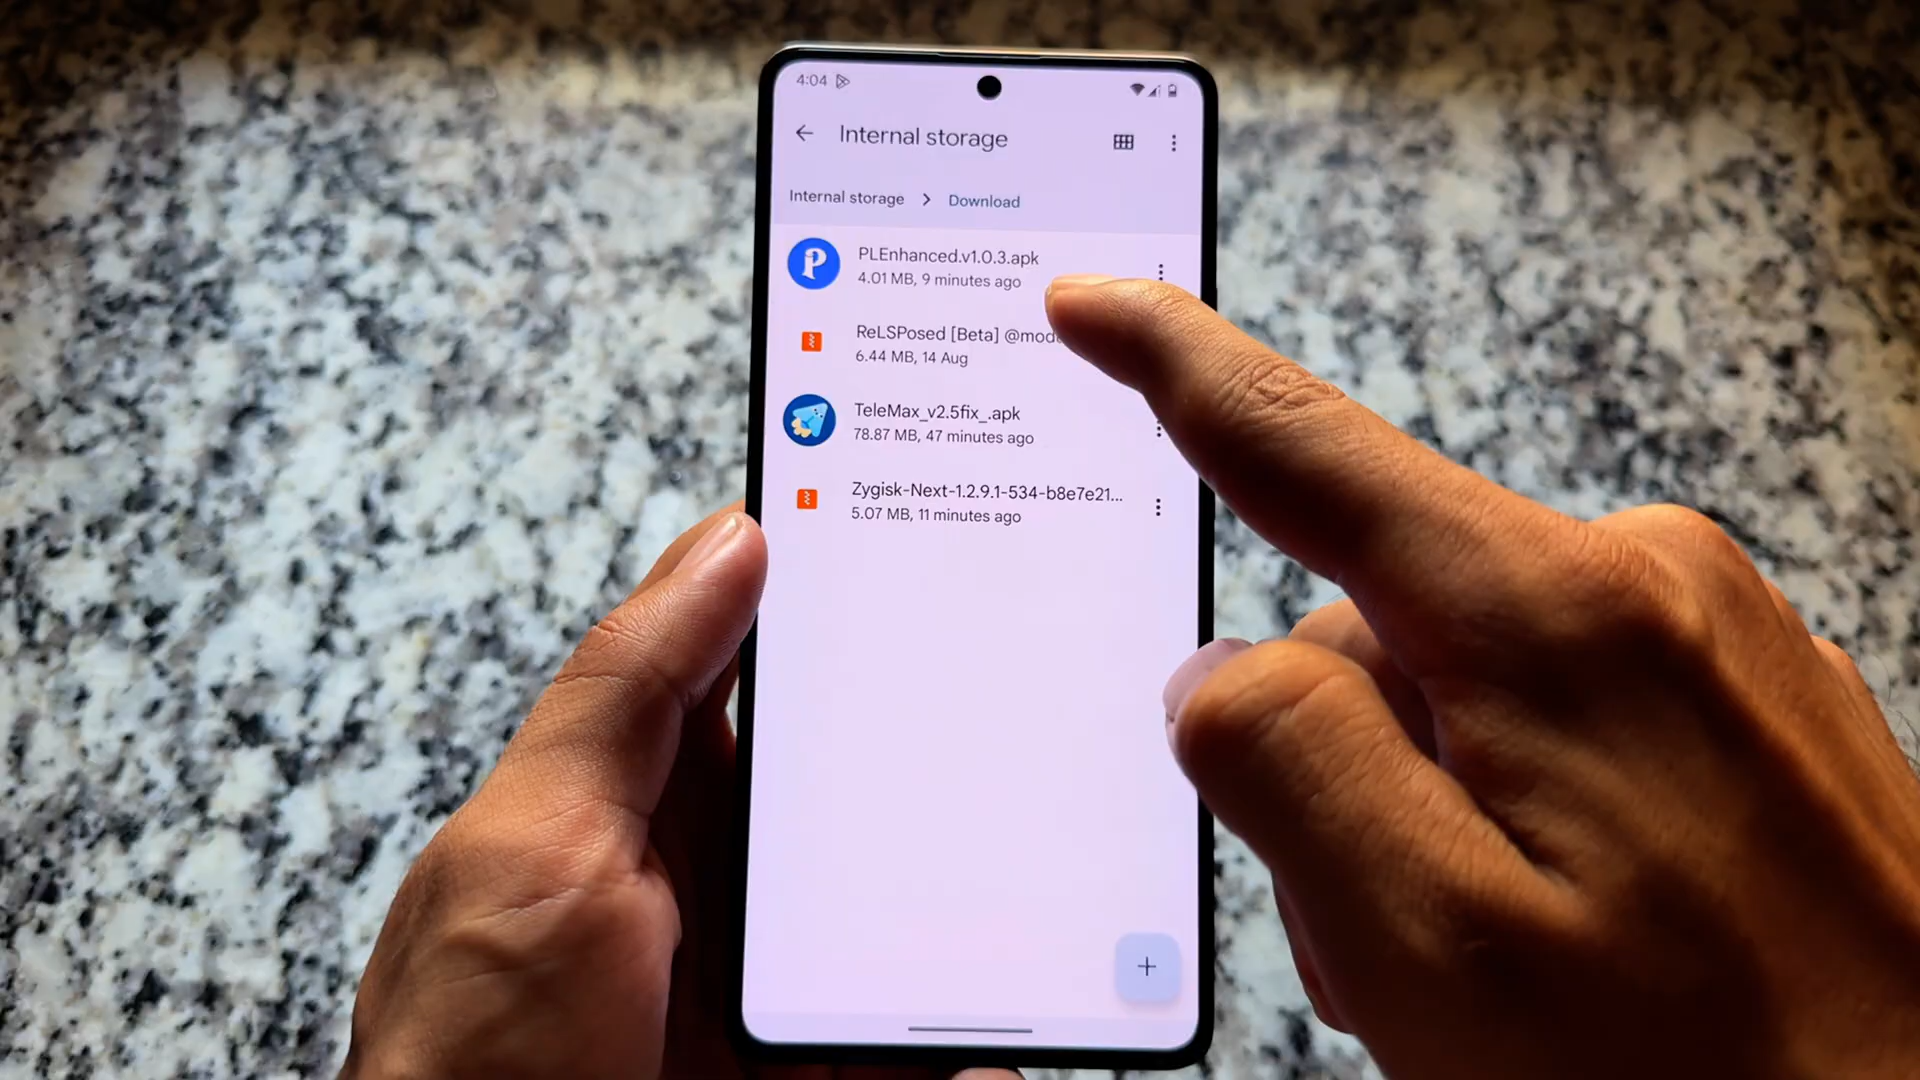 4:04
Internal storage
Internal storage > Download
PLEnhanced.v1.0.3.apk
4.01 MB, 9 minutes ago
ReLSPosed [Beta] @mod
6.44 MB, 14 Aug
TeleMax_v2.5fix_.apk
78.87 MB, 47 minutes ago
Zygisk-Next-1.2.9.1-534-b8e7e21...
5.07 MB, 11 minutes ago